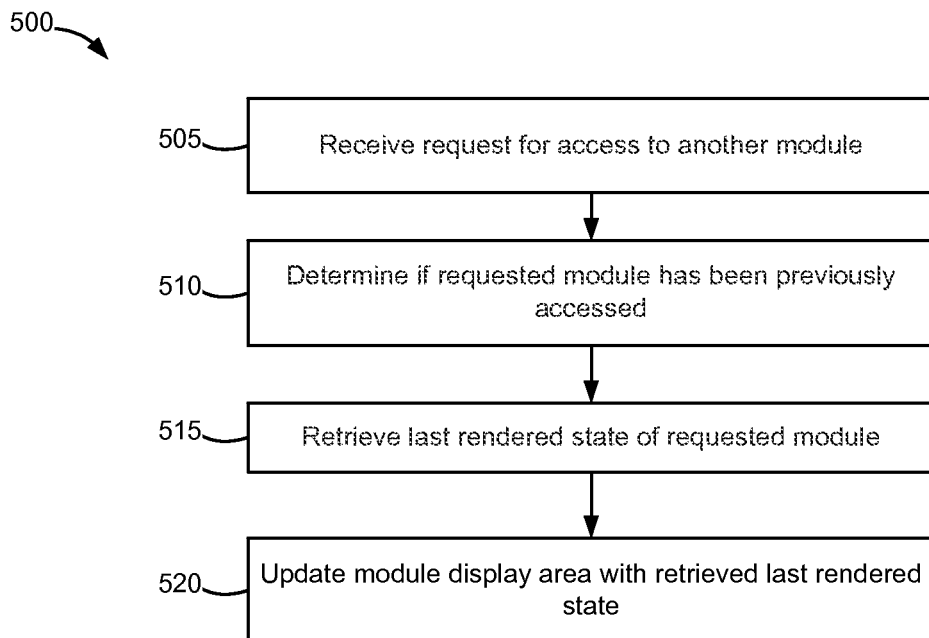 500
505
Receive request for access to another module
510
Determine if requested module has been previously
accessed
515
Retrieve last rendered state of requested module
520
Update module display area with retrieved last rendered
state